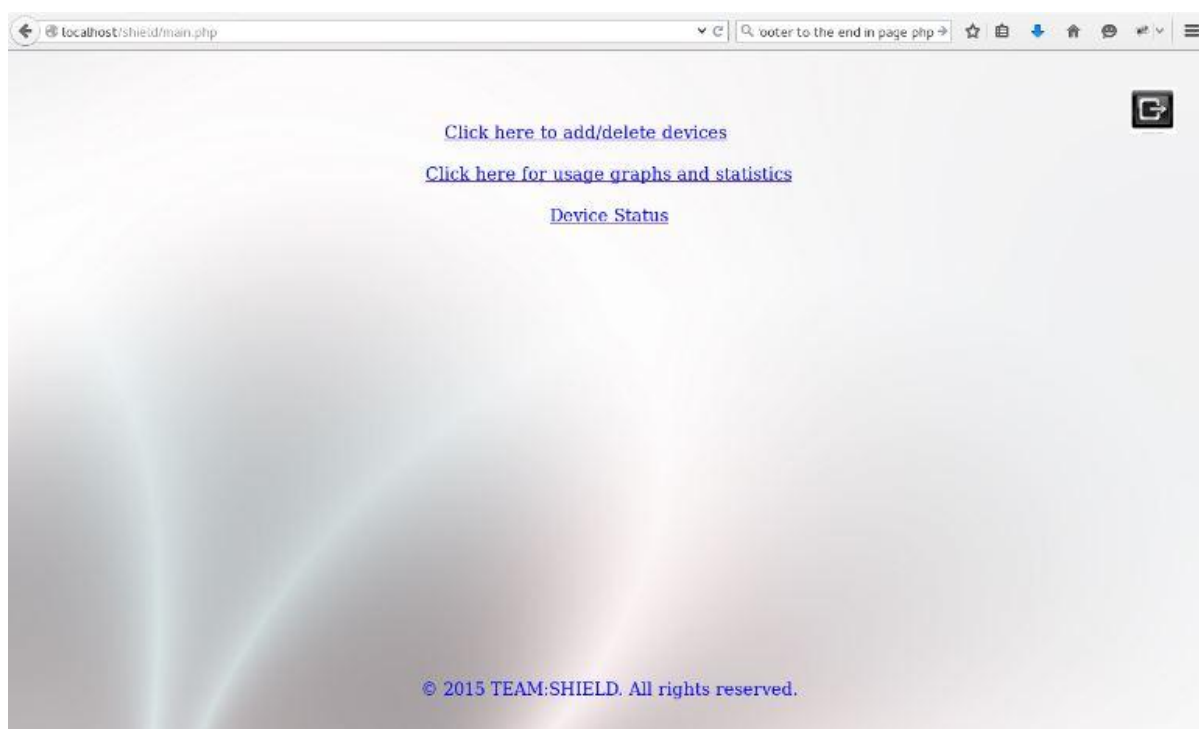 localhost/shield/main.php
ooter to the end in page php
Click here to add/delete devices
Click here for usage graphs and statistics
Device Status
© 2015 TEAM:SHIELD. All rights reserved.